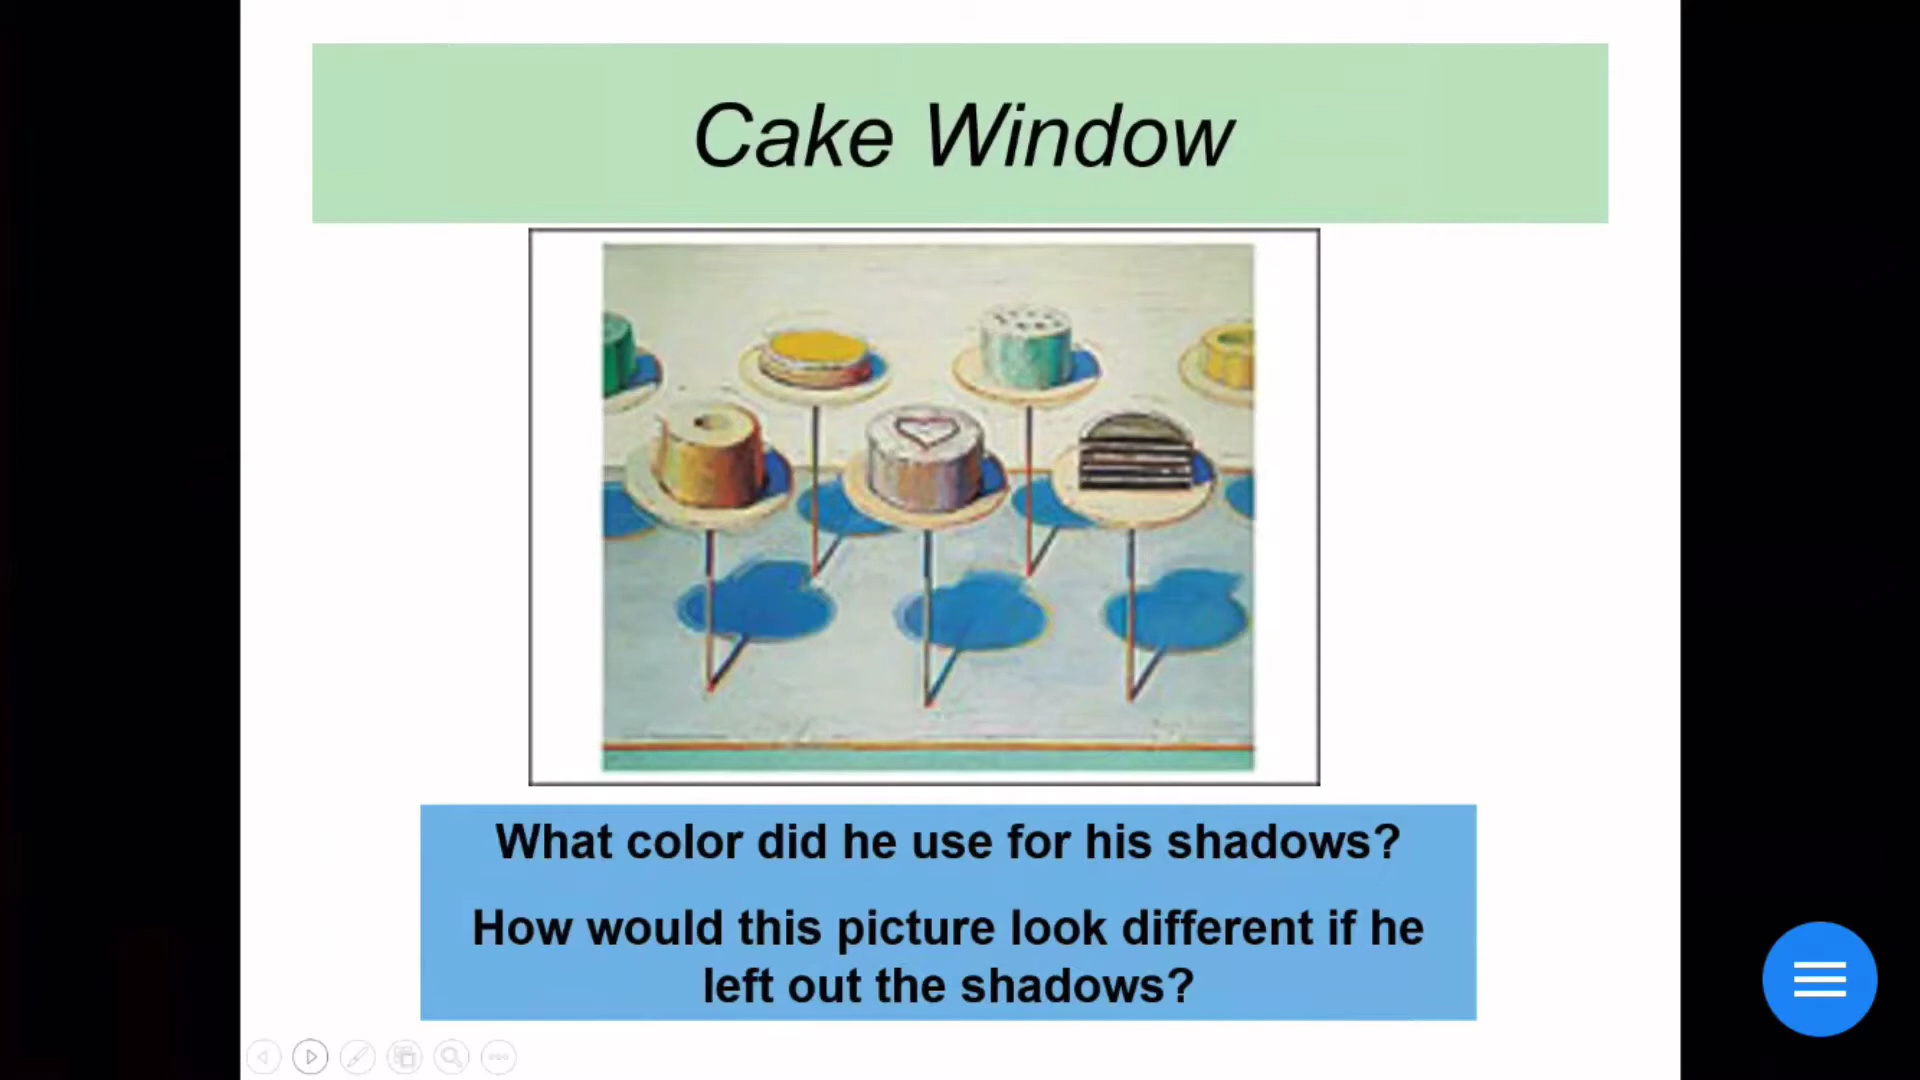 Cake Window
What color did he use for his shadows?
How would this picture look different if he
left out the shadows?